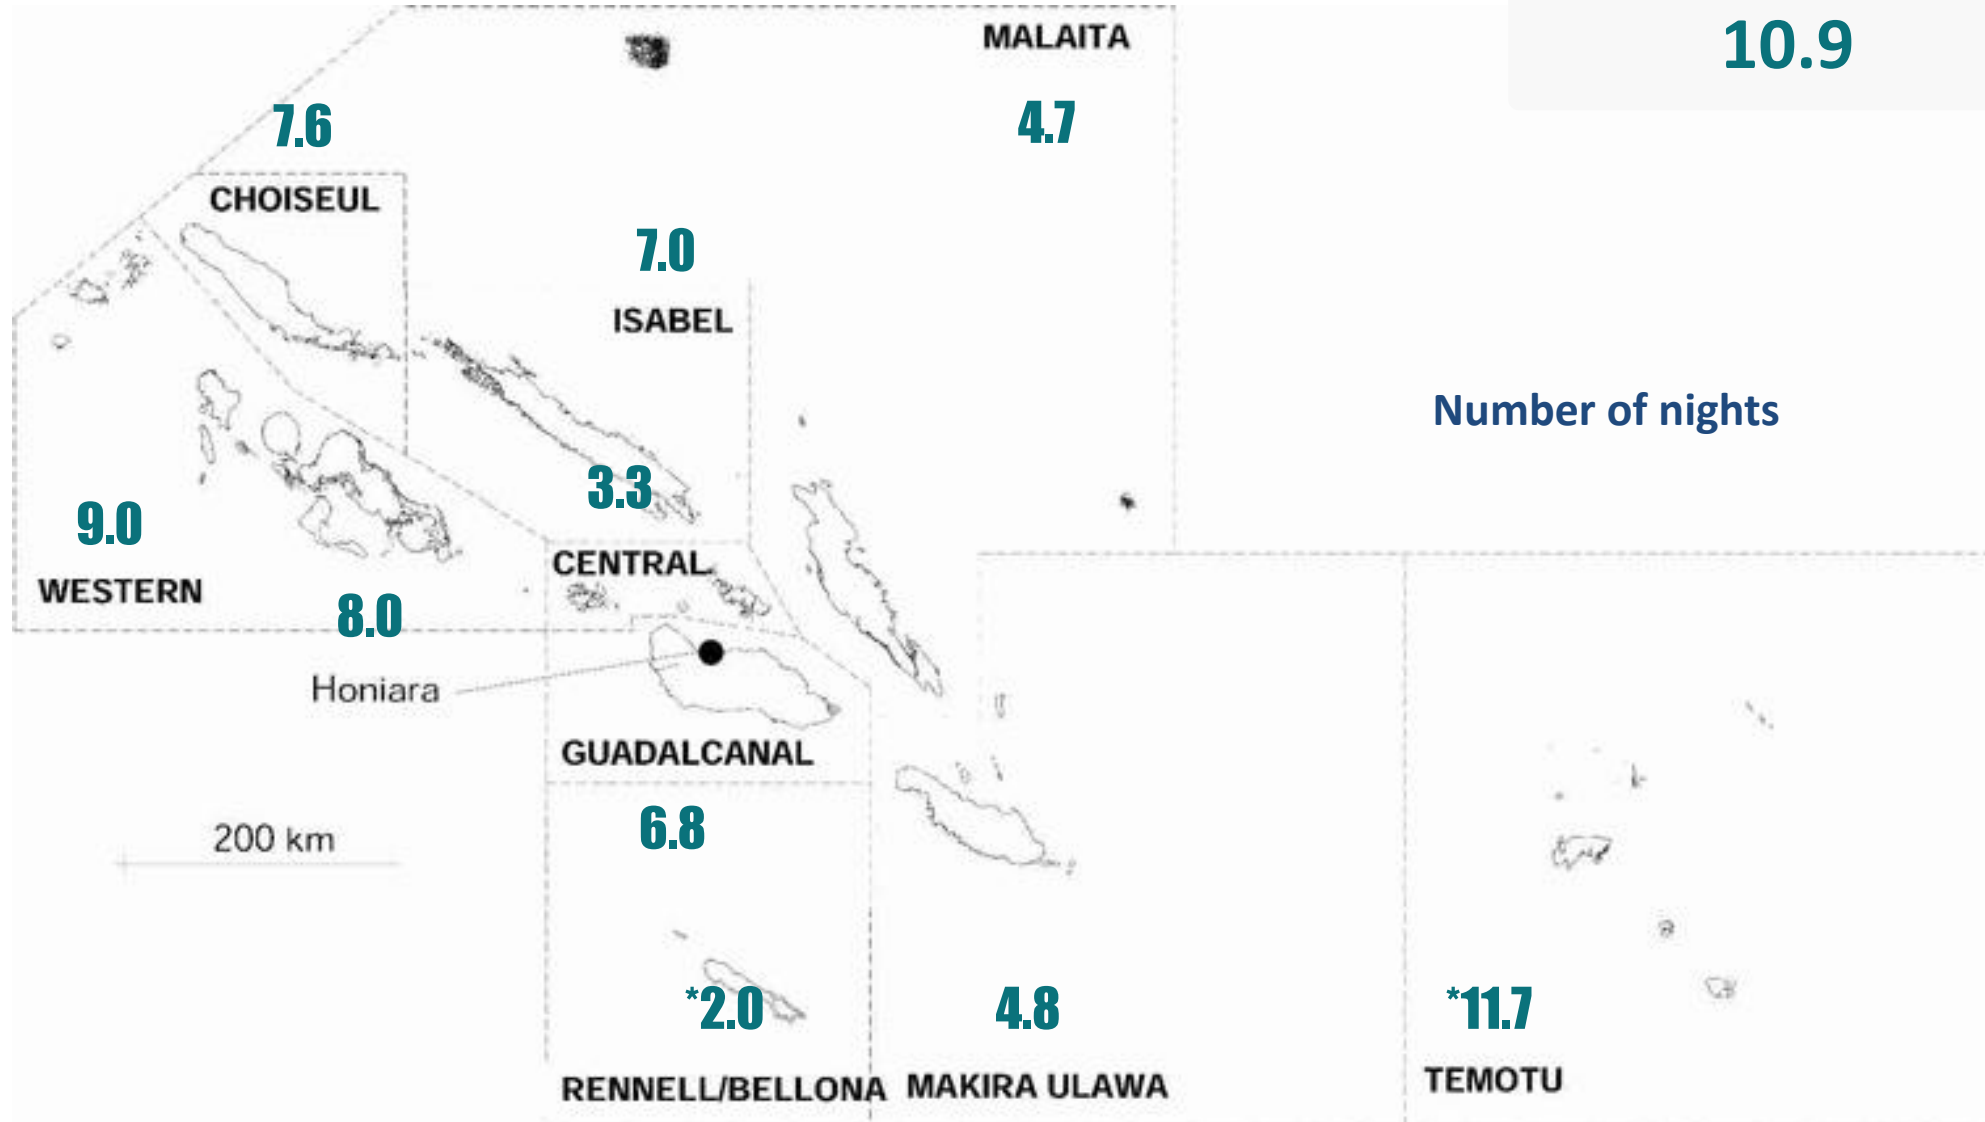 10.9
MALAITA
4.7
7.6
CHOISEUL
7.0
ISABEL
Number of nights
3.3
9.0
WESTERN
CENTRAL
8.0
Honiara
GUADALCANAL
6.8
200 km
*2.0
4.8
*11.7
RENNELL/BELLONA
MAKIRA ULAWA
TEMOTU